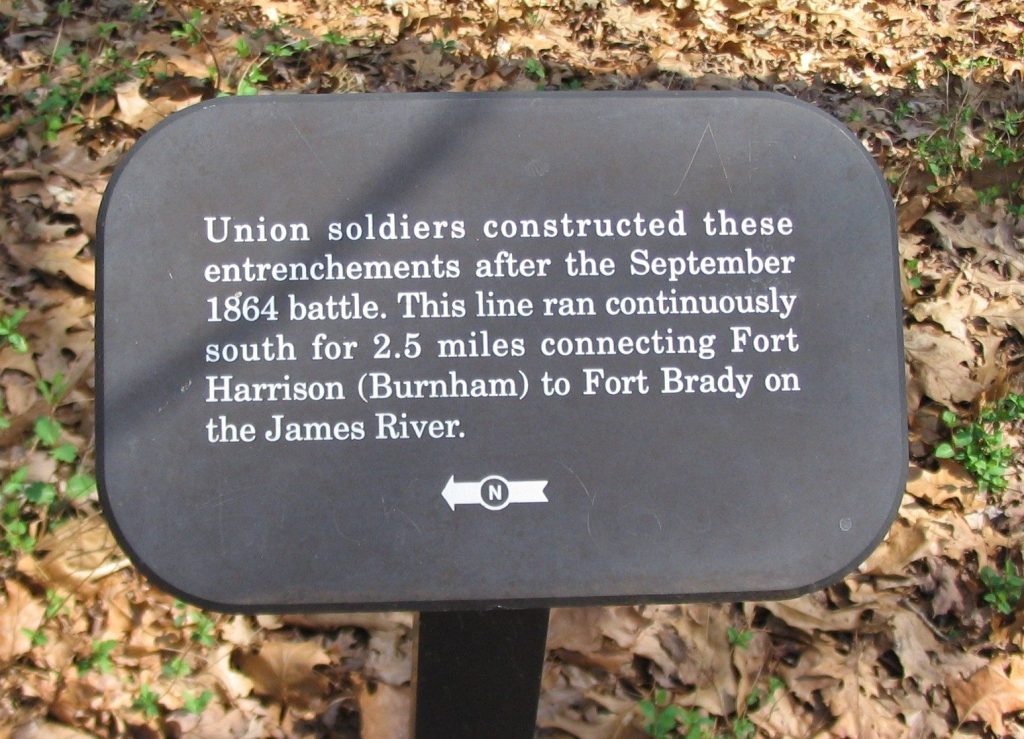 Union soldiers constructed these
entrenchements after the September
1864 battle. This line ran continuously
south for 2.5 miles connecting Fort
Harrison (Burnham) to Fort Brady on
the James River.
N